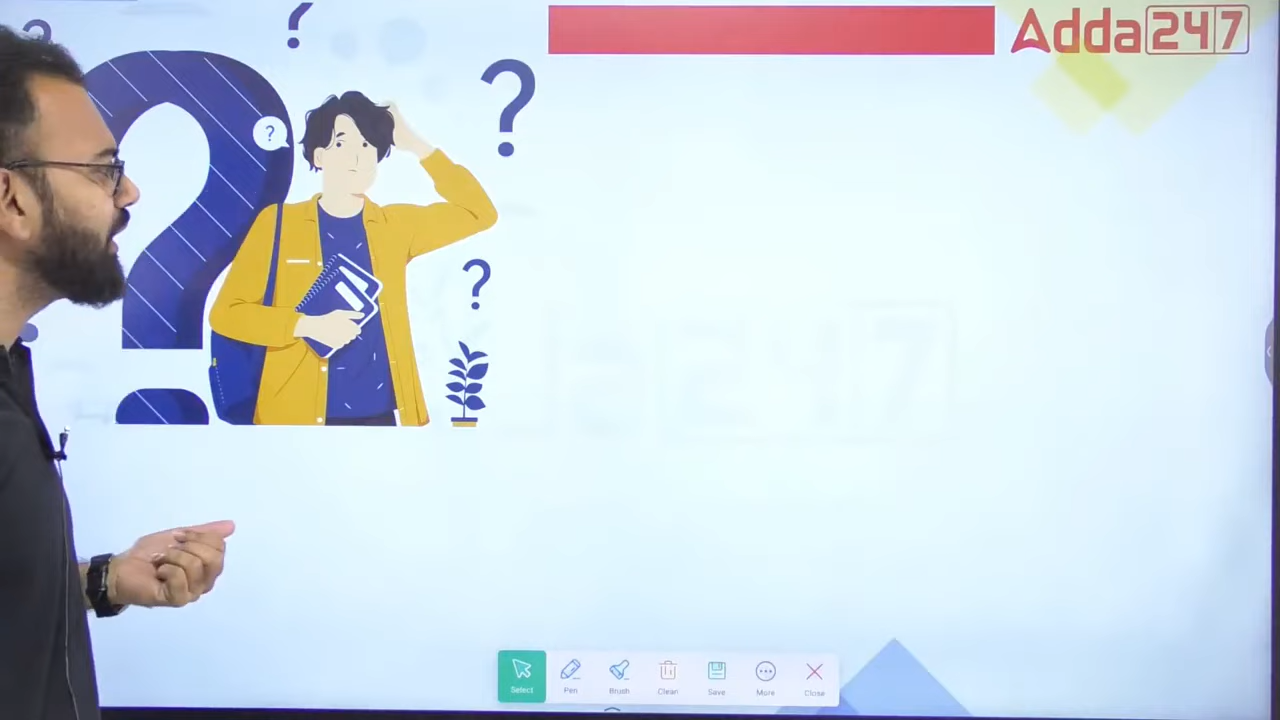 Adda247
?
?
?
?
?
Select
Pen
Brush
Clean
Save
More
Close